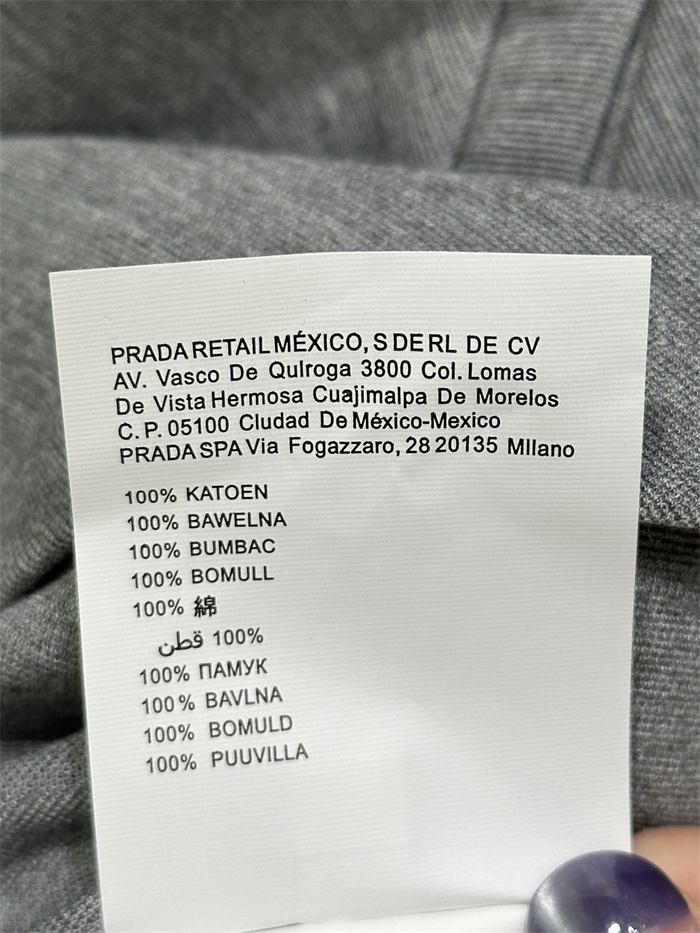 PRADA RETAIL MÉXICO, S DE RL DE CV
AV. Vasco De Qulroga 3800 Col. Lomas
De Vista Hermosa Cuajimalpa De Morelos
C. P. 05100 Cludad De México-Mexico
PRADA SPA Via Fogazzaro, 28 20135 Mllano
100% KATOEN
100% BAWELNA
100% BUMBAC
100% BOMULL
100% 綿
100% قطن
100% ПАМУК
100% BAVLNA
100% BOMULD
100% PUUVILLA